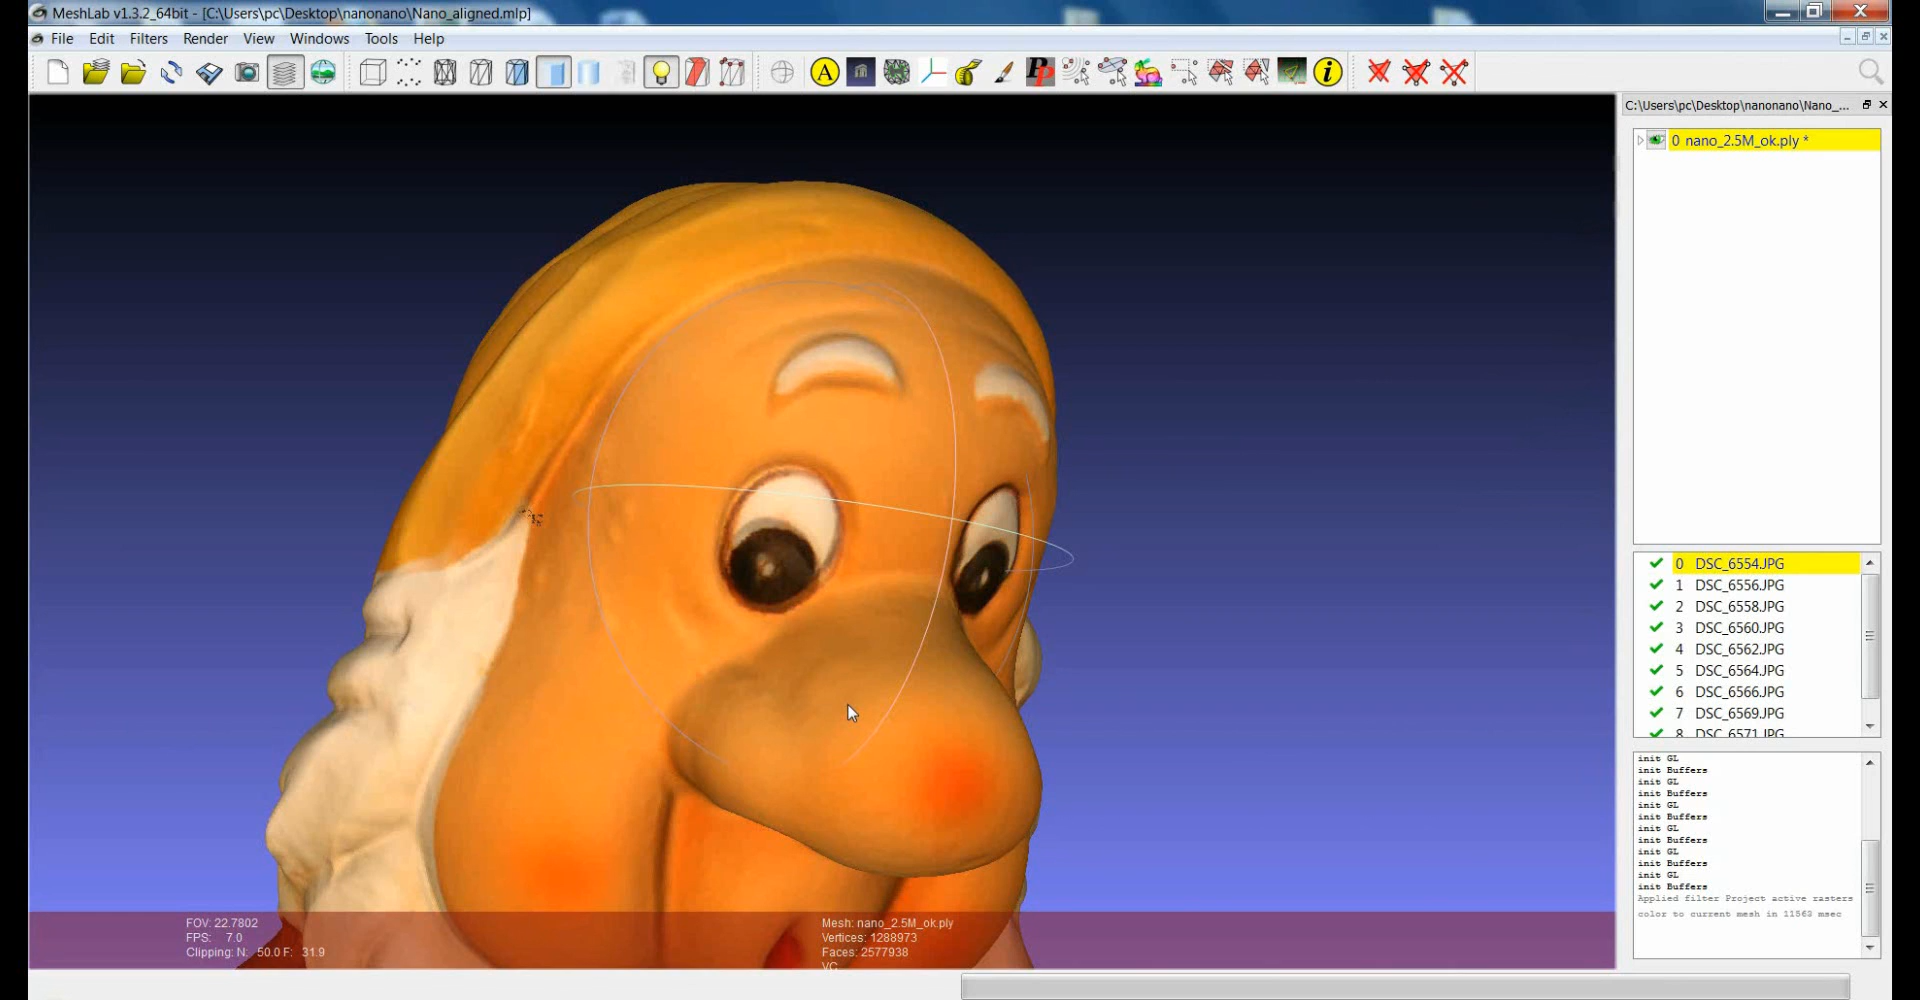 MeshLab v1.3.2_64bit - [C:\Users\pc\Desktop\nanonano\Nano_aligned.mlp]
File Edit Filters Render View Windows Tools Help
A PP i
C:\Users\pc\Desktop\nanonano\Nano_...
0 nano_2.5M_ok.ply *
0 DSC_6554.JPG
1 DSC_6556.JPG
2 DSC_6558.JPG
3 DSC_6560.JPG
4 DSC_6562.JPG
5 DSC_6564.JPG
6 DSC_6566.JPG
7 DSC_6569.JPG
8 DSC_6571.JPG
init GL
init Buffers
init GL
init Buffers
init GL
init Buffers
init GL
init Buffers
init GL
init Buffers
init GL
init Buffers
Applied filter Project active rasters
color to current mesh in 11563 msec
FOV: 22.7802
FPS: 7.0
Clipping: N: 50.0 F: 31.9
Mesh: nano_2.5M_ok.ply
Vertices: 1288973
Faces: 2577938
VC